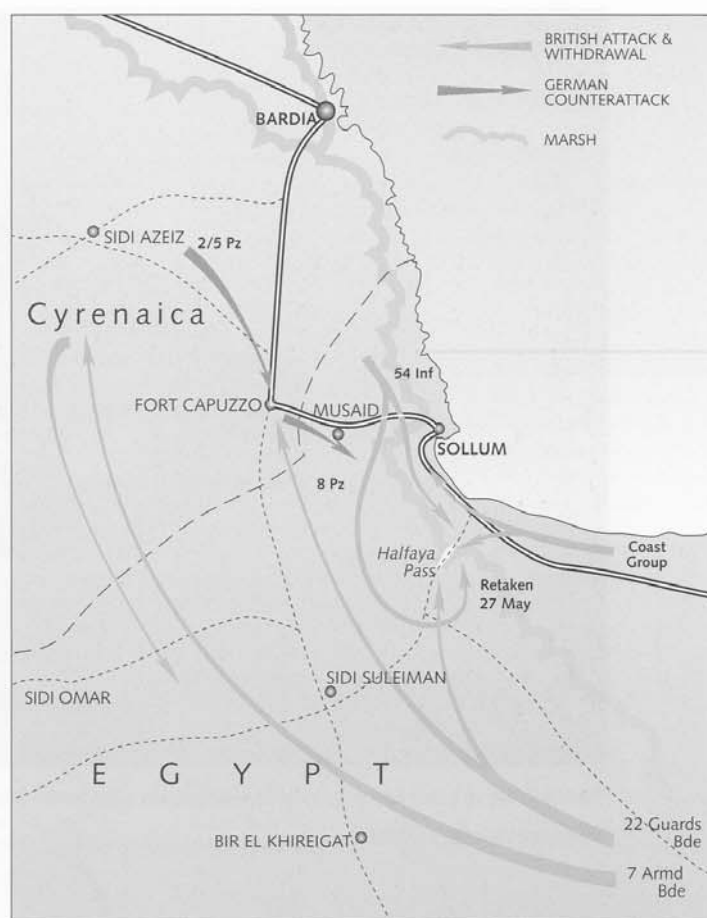 BRITISH ATTACK &
WITHDRAWAL
GERMAN
COUNTERATTACK
MARSH
BARDIA
SIDI AZEIZ
2/5 Pz
Cyrenaica
54 Inf
FORT CAPUZZO
MUSAID
SOLLUM
8 Pz
Halfaya
Pass
Coast
Group
Retaken
27 May
SIDI OMAR
SIDI SULEIMAN
EGYPT
BIR EL KHIREIGAT
22 Guards
Bde
7 Armd
Bde